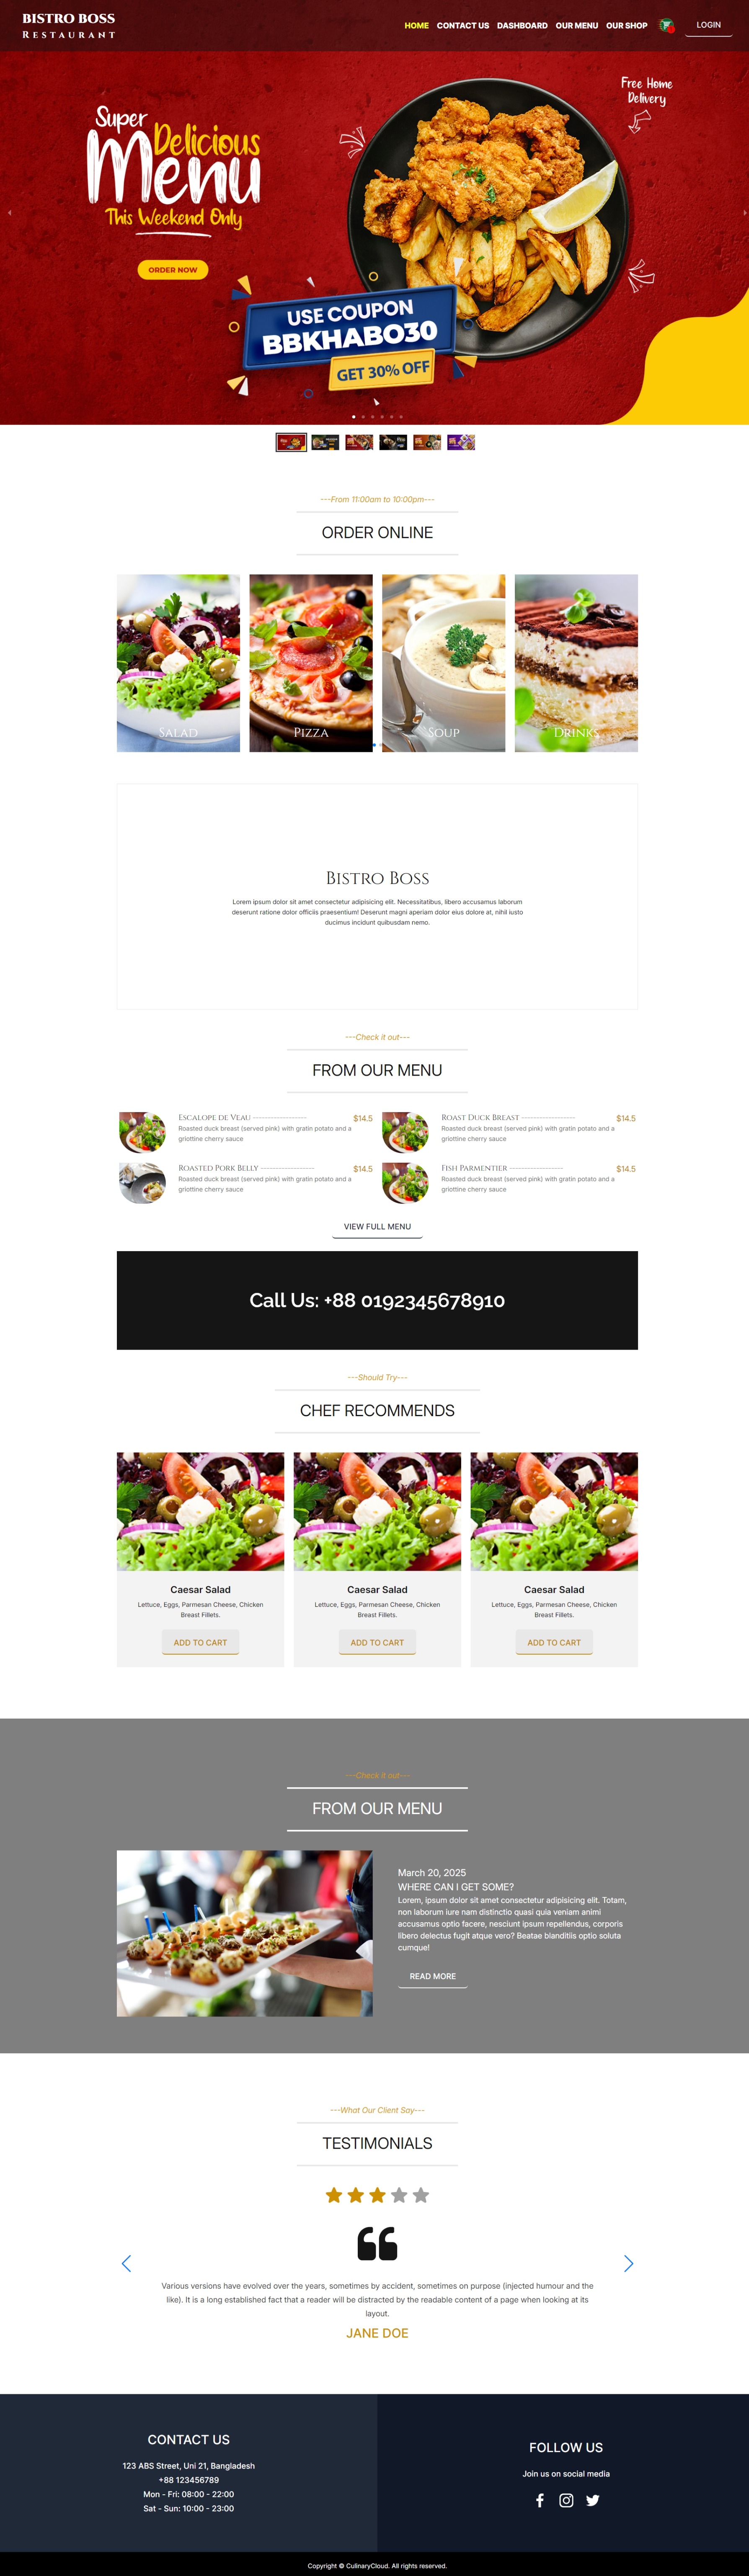 BISTRO BOSS
RESTAURANT
HOME CONTACT US DASHBOARD OUR MENU OUR SHOP LOGIN
Free Home
Delivery
Super
Delicious
Menu
This Weekend Only
ORDER NOW
USE COUPON
BBKHABO30
GET 30% OFF
---From 11:00am to 10:00pm---
ORDER ONLINE
SALAD
PIZZA
SOUP
DRINKS
BISTRO BOSS
Lorem ipsum dolor sit amet consectetur adipisicing elit. Necessitatibus, libero accusamus laborum
deserunt ratione dolor officiis praesentium! Deserunt magni aperiam dolor eius dolore at, nihil iusto
ducimus incidunt quibusdam nemo.
---Check it out---
FROM OUR MENU
ESCALOPE DE VEAU ------------------ $14.5
Roasted duck breast (served pink) with gratin potato and a
griottine cherry sauce
ROAST DUCK BREAST ------------------ $14.5
Roasted duck breast (served pink) with gratin potato and a
griottine cherry sauce
ROASTED PORK BELLY ------------------ $14.5
Roasted duck breast (served pink) with gratin potato and a
griottine cherry sauce
FISH PARMENTIER ------------------ $14.5
Roasted duck breast (served pink) with gratin potato and a
griottine cherry sauce
VIEW FULL MENU
Call Us: +88 0192345678910
---Should Try---
CHEF RECOMMENDS
Caesar Salad
Lettuce, Eggs, Parmesan Cheese, Chicken
Breast Fillets.
ADD TO CART
Caesar Salad
Lettuce, Eggs, Parmesan Cheese, Chicken
Breast Fillets.
ADD TO CART
Caesar Salad
Lettuce, Eggs, Parmesan Cheese, Chicken
Breast Fillets.
ADD TO CART
---Check it out---
FROM OUR MENU
March 20, 2025
WHERE CAN I GET SOME?
Lorem, ipsum dolor sit amet consectetur adipisicing elit. Totam,
non laborum iure nam distinctio quasi quia veniam animi
accusamus optio facere, nesciunt ipsum repellendus, corporis
libero delectus fugit atque vero? Beatae blanditiis optio soluta
cumque!
READ MORE
---What Our Client Say---
TESTIMONIALS
Various versions have evolved over the years, sometimes by accident, sometimes on purpose (injected humour and the
like). It is a long established fact that a reader will be distracted by the readable content of a page when looking at its
layout.
JANE DOE
CONTACT US
123 ABS Street, Uni 21, Bangladesh
+88 123456789
Mon - Fri: 08:00 - 22:00
Sat - Sun: 10:00 - 23:00
FOLLOW US
Join us on social media
Copyright © CulinaryCloud. All rights reserved.